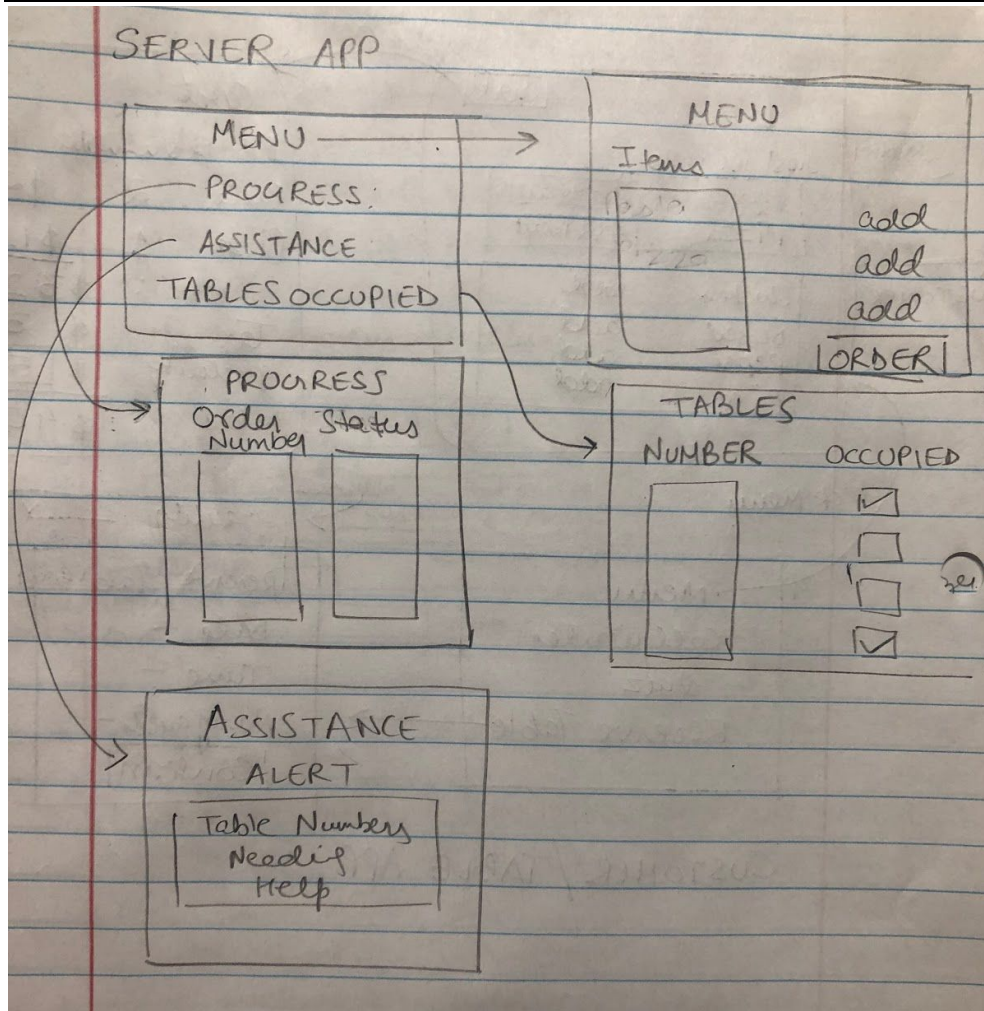 SERVER APP
MENU
PROGRESS
ASSISTANCE
TABLES OCCUPIED
MENU
Items
add
add
add
ORDER
PROGRESS
Order Status
Number
TABLES
NUMBER OCCUPIED
ASSISTANCE
ALERT
Table Numbers
Needig
Help